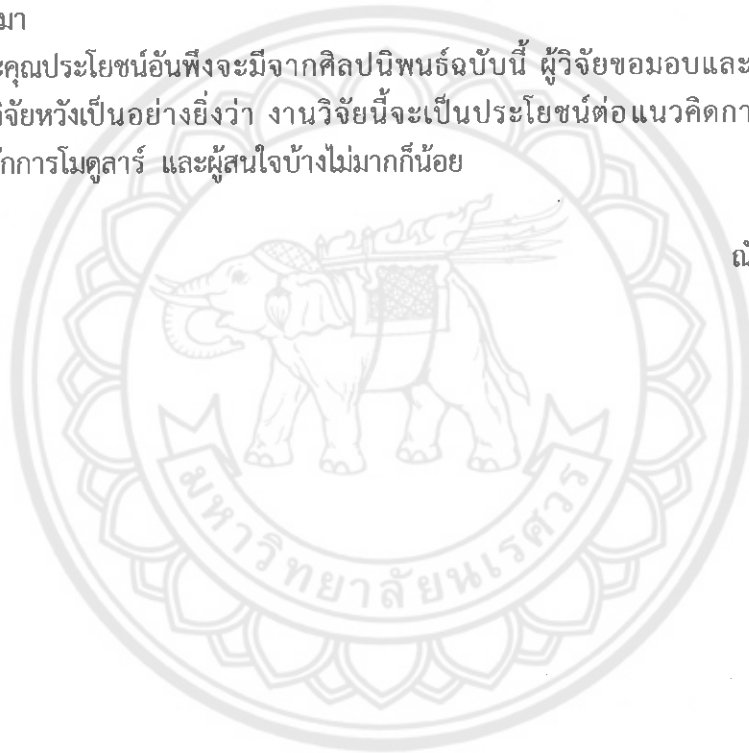 มา
ะคุณประโยชน์อันพึงจะมีจากศิลปนิพนธ์ฉบับนี้ ผู้วิจัยขอมอบและ
วิจัยหวังเป็นอย่างยิ่งว่า งานวิจัยนี้จะเป็นประโยชน์ต่อแนวคิดกา
ักการโมดูลาร์ และผู้สนใจบ้างไม่มากก็น้อย
ณ
มหาวิทยาลัยนเรศวร